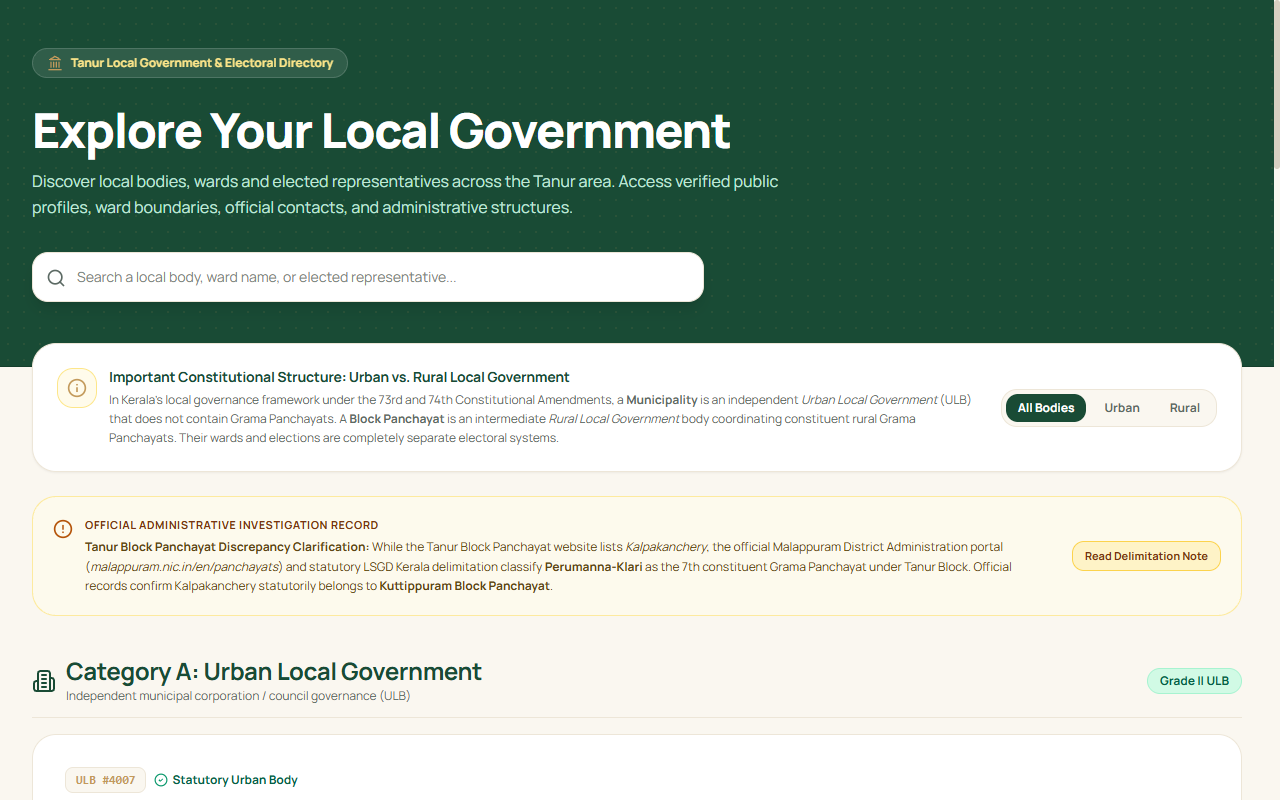 Tanur Local Government & Electoral Directory
Explore Your Local Government
Discover local bodies, wards and elected representatives across the Tanur area. Access verified public
profiles, ward boundaries, official contacts, and administrative structures.
Search a local body, ward name, or elected representative...
Important Constitutional Structure: Urban vs. Rural Local Government
In Kerala's local governance framework under the 73rd and 74th Constitutional Amendments, a Municipality is an independent Urban Local Government (ULB)
that does not contain Grama Panchayats. A Block Panchayat is an intermediate Rural Local Government body coordinating constituent rural Grama
Panchayats. Their wards and elections are completely separate electoral systems.
All Bodies
Urban
Rural
OFFICIAL ADMINISTRATIVE INVESTIGATION RECORD
Tanur Block Panchayat Discrepancy Clarification: While the Tanur Block Panchayat website lists Kalpakanchery, the official Malappuram District Administration portal
(malappuram.nic.in/en/panchayats) and statutory LSGD Kerala delimitation classify Perumanna-Klari as the 7th constituent Grama Panchayat under Tanur Block. Official
records confirm Kalpakanchery statutorily belongs to Kuttippuram Block Panchayat.
Read Delimitation Note
Category A: Urban Local Government
Independent municipal corporation / council governance (ULB)
Grade II ULB
ULB #4007
Statutory Urban Body